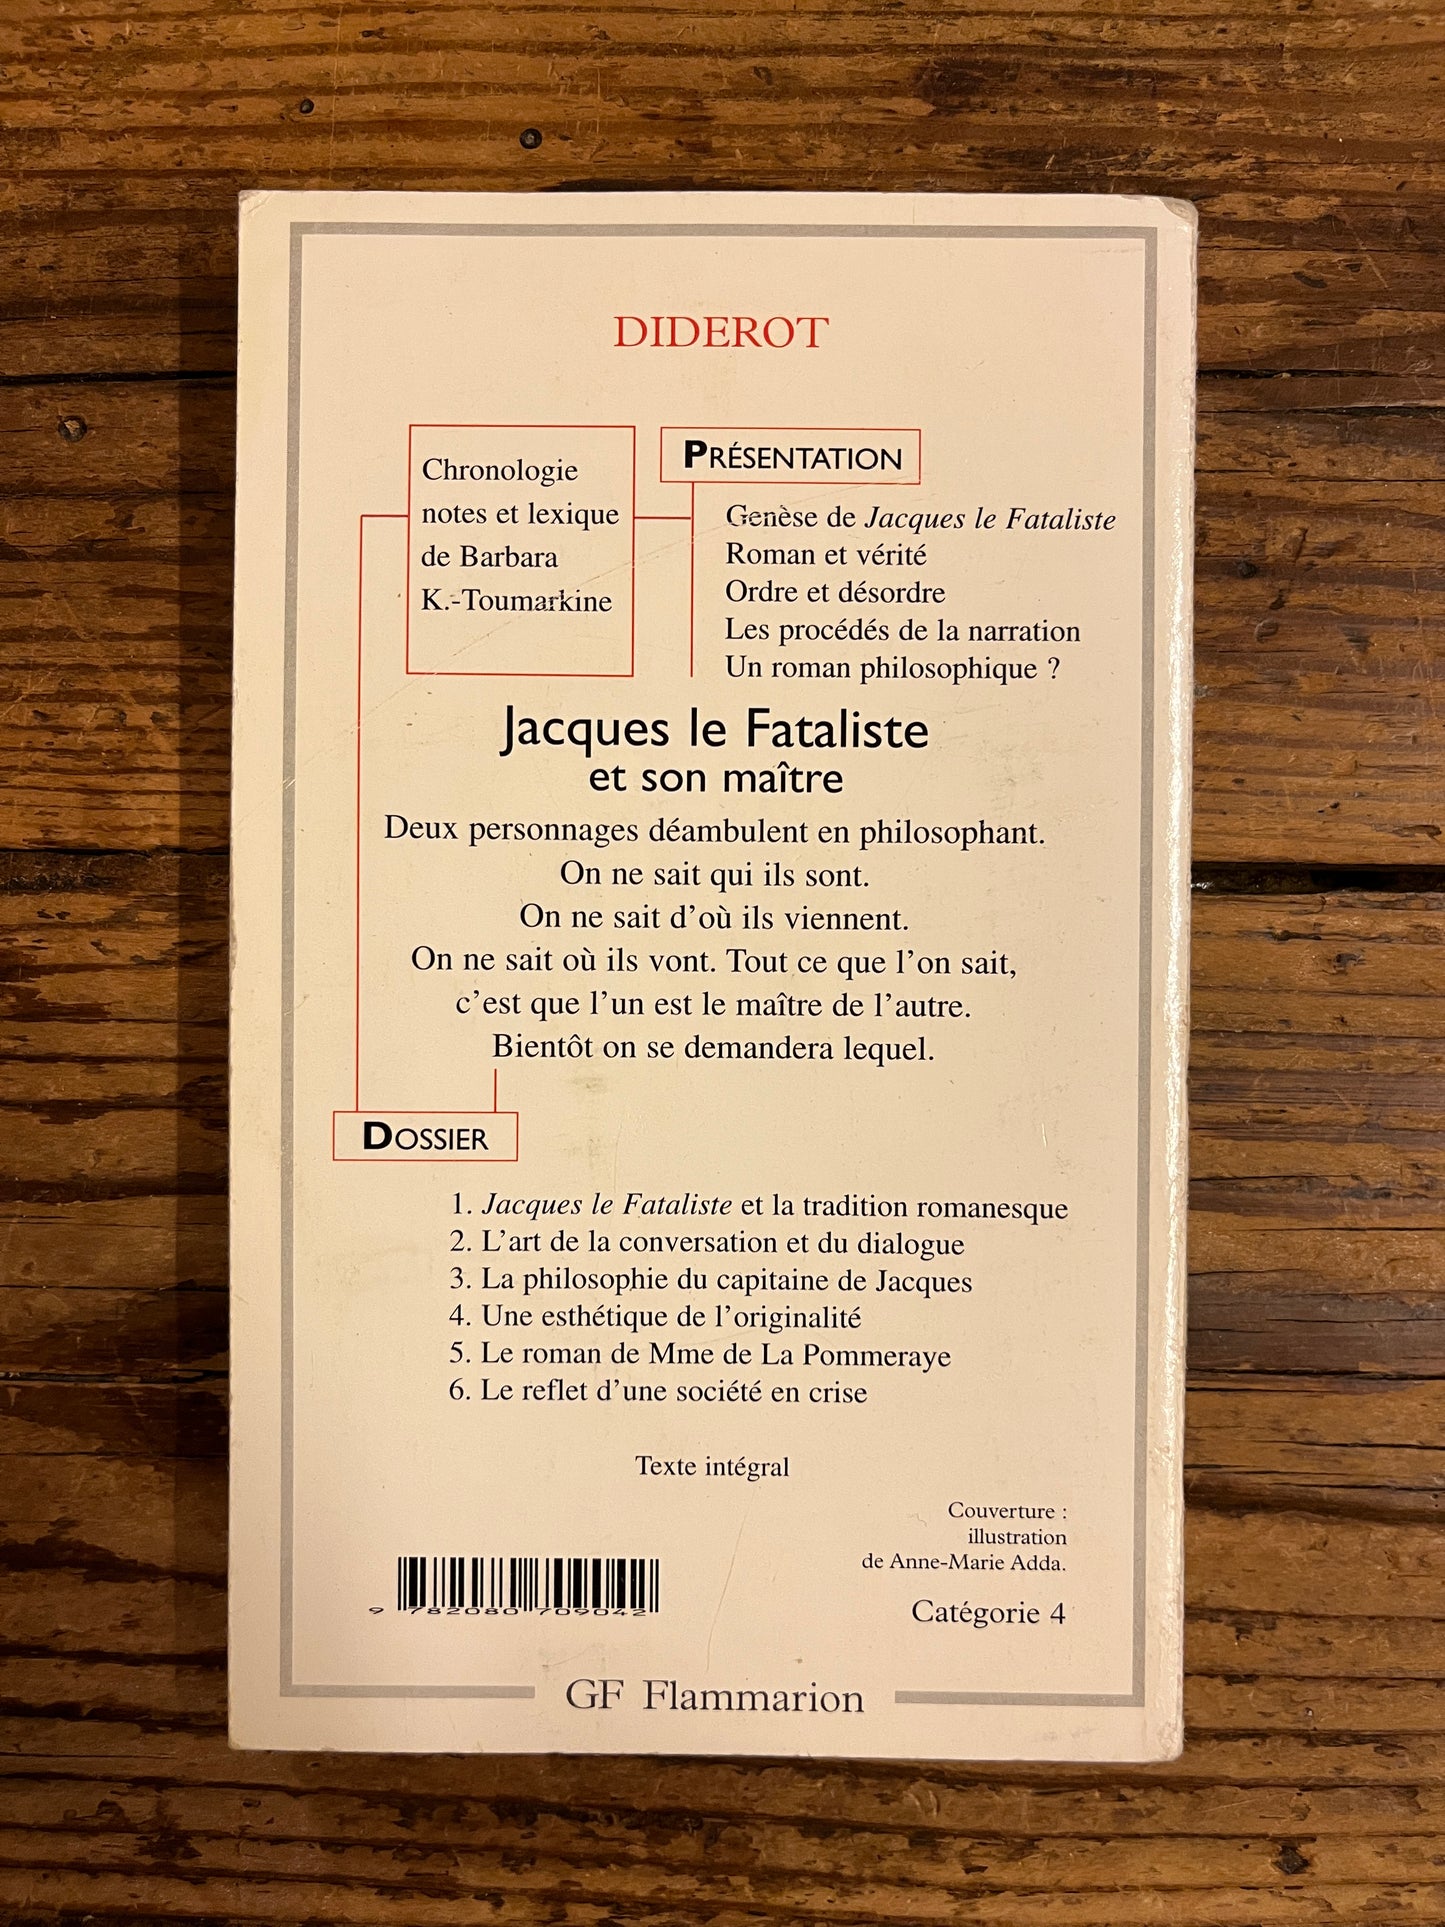 DIDEROT
Chronologie
notes et lexique
de Barbara
K.-Toumarkine
PRÉSENTATION
Genèse de Jacques le Fataliste
Roman et vérité
Ordre et désordre
Les procédés de la narration
Un roman philosophique ?
Jacques le Fataliste
et son maître
Deux personnages déambulent en philosophant.
On ne sait qui ils sont.
On ne sait d'où ils viennent.
On ne sait où ils vont. Tout ce que l'on sait,
c'est que l'un est le maître de l'autre.
Bientôt on se demandera lequel.
DOSSIER
1. Jacques le Fataliste et la tradition romanesque
2. L'art de la conversation et du dialogue
3. La philosophie du capitaine de Jacques
4. Une esthétique de l'originalité
5. Le roman de Mme de La Pommeraye
6. Le reflet d'une société en crise
Texte intégral
Couverture :
illustration
de Anne-Marie Adda.
9 782080 709042
Catégorie 4
GF Flammarion